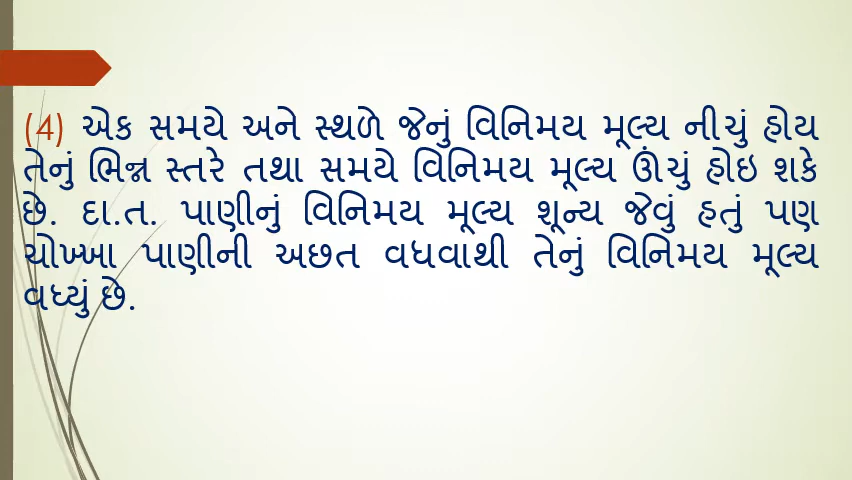 (4) એક સમયે અને સ્થળે જેનું વિનિમય મૂલ્ય નીચું હોય
તેનું ભિન્ન સ્તરે તથા સમયે વિનિમય મૂલ્ય ઊંચું હોઇ શકે
છે. દા.ત. પાણીનું વિનિમય મૂલ્ય શૂન્ય જેવું હતું પણ
ચોખ્ખા પાણીની અછત વધવાથી તેનું વિનિમય મૂલ્ય
વધ્યું છે.